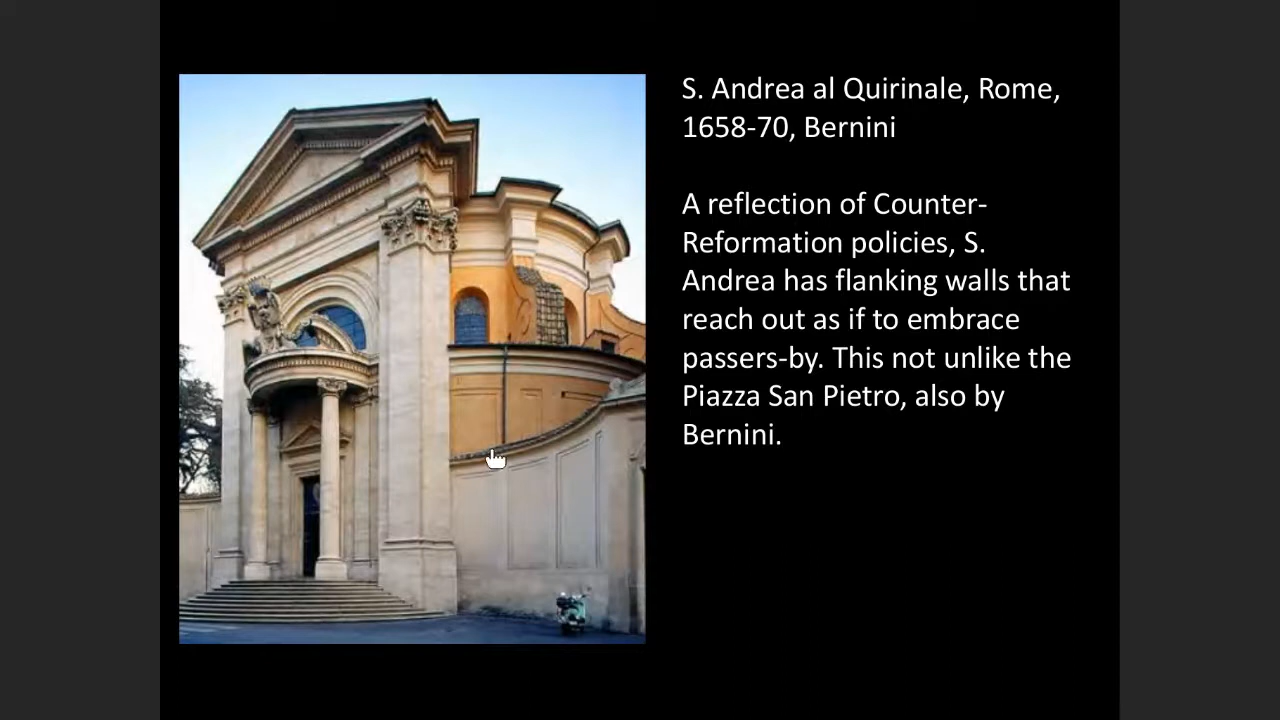 S. Andrea al Quirinale, Rome,
1658-70, Bernini
A reflection of Counter-
Reformation policies, S.
Andrea has flanking walls that
reach out as if to embrace
passers-by. This not unlike the
Piazza San Pietro, also by
Bernini.